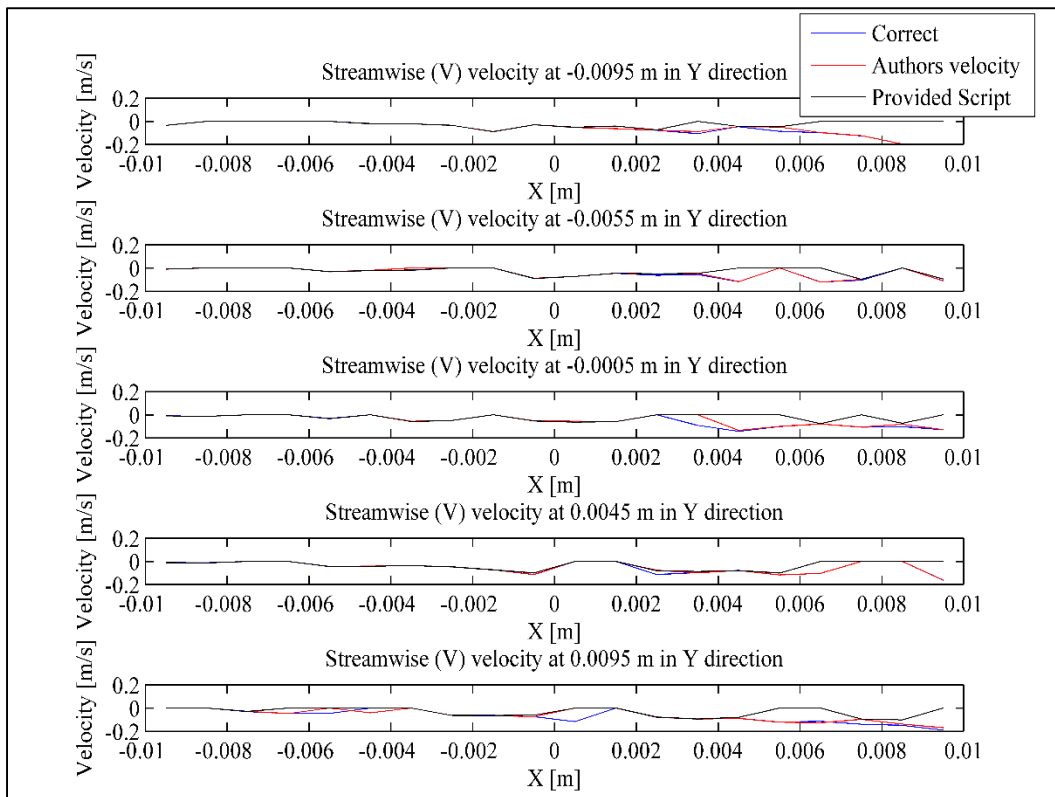 Correct
Authors velocity
Provided Script
Streamwise (V) velocity at -0.0095 m in Y direction
Velocity [m/s]
0.2
0
-0.2
-0.01 -0.008 -0.006 -0.004 -0.002 0 0.002 0.004 0.006 0.008 0.01
X [m]
Streamwise (V) velocity at -0.0055 m in Y direction
Velocity [m/s]
0.2
0
-0.2
-0.01 -0.008 -0.006 -0.004 -0.002 0 0.002 0.004 0.006 0.008 0.01
X [m]
Streamwise (V) velocity at -0.0005 m in Y direction
Velocity [m/s]
0.2
0
-0.2
-0.01 -0.008 -0.006 -0.004 -0.002 0 0.002 0.004 0.006 0.008 0.01
X [m]
Streamwise (V) velocity at 0.0045 m in Y direction
Velocity [m/s]
0.2
0
-0.2
-0.01 -0.008 -0.006 -0.004 -0.002 0 0.002 0.004 0.006 0.008 0.01
X [m]
Streamwise (V) velocity at 0.0095 m in Y direction
Velocity [m/s]
0.2
0
-0.2
-0.01 -0.008 -0.006 -0.004 -0.002 0 0.002 0.004 0.006 0.008 0.01
X [m]